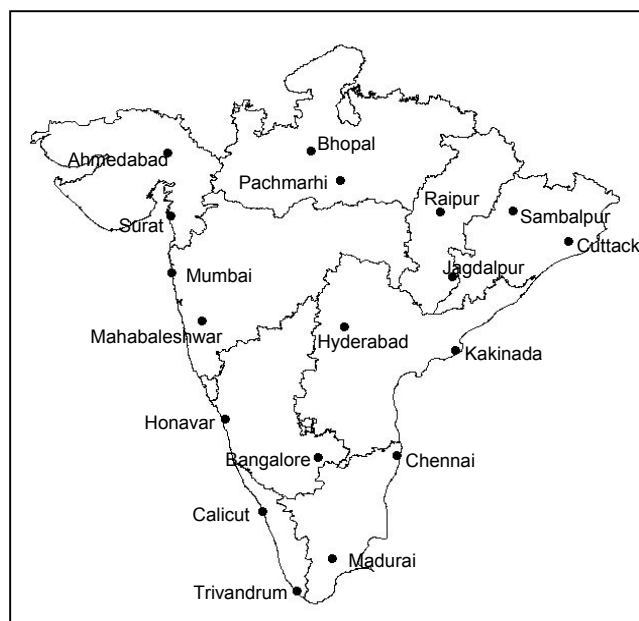 Bhopal
Ahmedabad
Pachmarhi
Raipur
Sambalpur
Surat
Cuttack
Jagdalpur
Mumbai
Mahabaleshwar
Hyderabad
Kakinada
Honavar
Bangalore
Chennai
Calicut
Madurai
Trivandrum